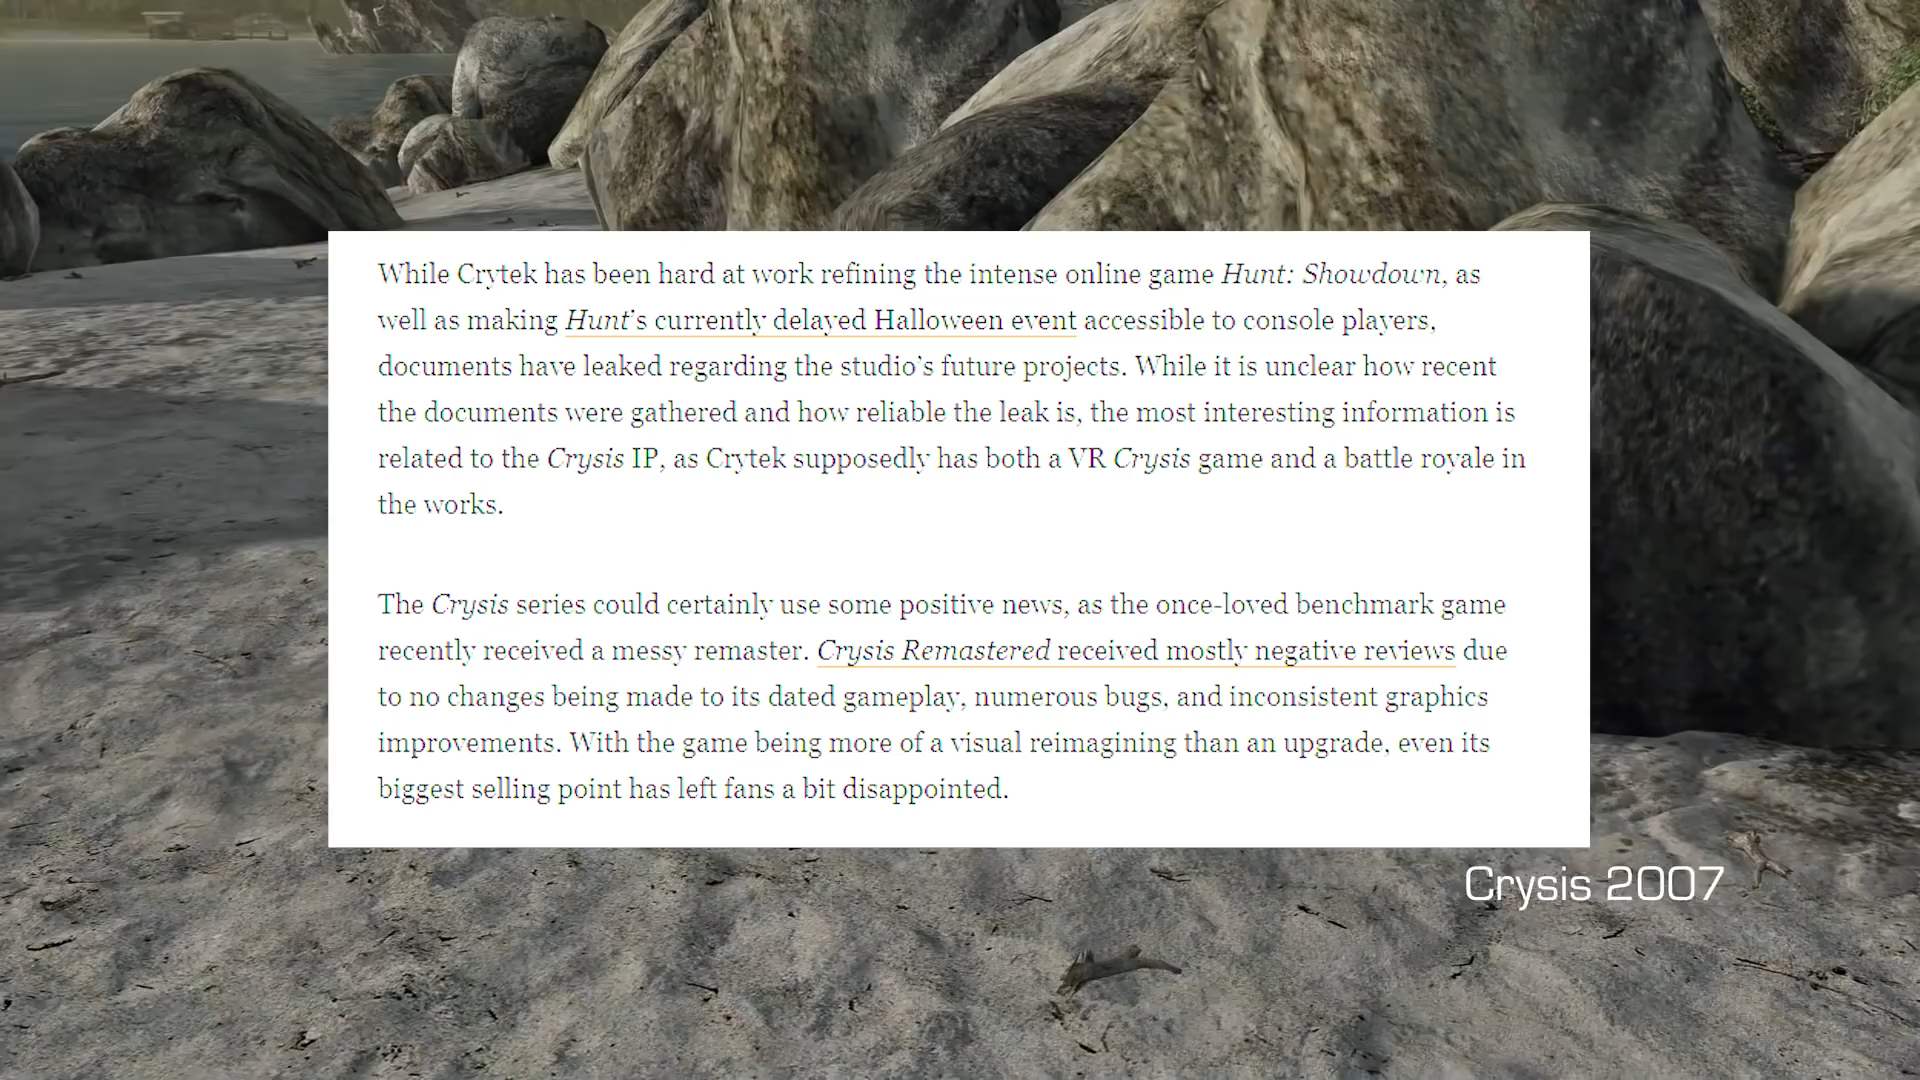 While Crytek has been hard at work refining the intense online game Hunt: Showdown, as
well as making Hunt's currently delayed Halloween event accessible to console players,
documents have leaked regarding the studio's future projects. While it is unclear how recent
the documents were gathered and how reliable the leak is, the most interesting information is
related to the Crysis IP, as Crytek supposedly has both a VR Crysis game and a battle royale in
the works.
The Crysis series could certainly use some positive news, as the once-loved benchmark game
recently received a messy remaster. Crysis Remastered received mostly negative reviews due
to no changes being made to its dated gameplay, numerous bugs, and inconsistent graphics
improvements. With the game being more of a visual reimagining than an upgrade, even its
biggest selling point has left fans a bit disappointed.
Crysis 2007